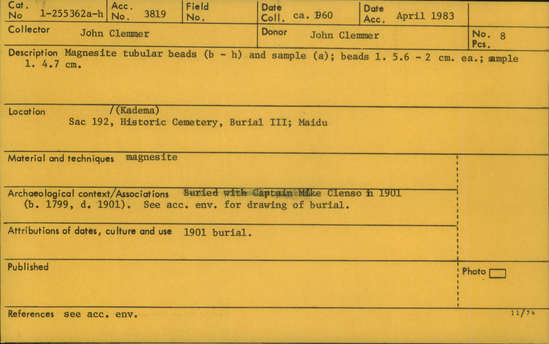 Cat. No. 1-255362a-h Acc. No. 3819 Field No. Date Coll. ca. 1960 Date Acc. April 1983
Collector John Clemmer Donor John Clemmer No. Pcs. 8
Description Magnesite tubular beads (b - h) and sample (a); beads l. 5.6 - 2 cm. ea.; sample
l. 4.7 cm.
Location /(Kadema)
Sac 192, Historic Cemetery, Burial III; Maidu
Material and techniques magnesite
Archaeological context/Associations Buried with Captain Mike Clenso in 1901
(b. 1799, d. 1901). See acc. env. for drawing of burial.
Attributions of dates, culture and use 1901 burial.
Published Photo
References see acc. env. 11/76